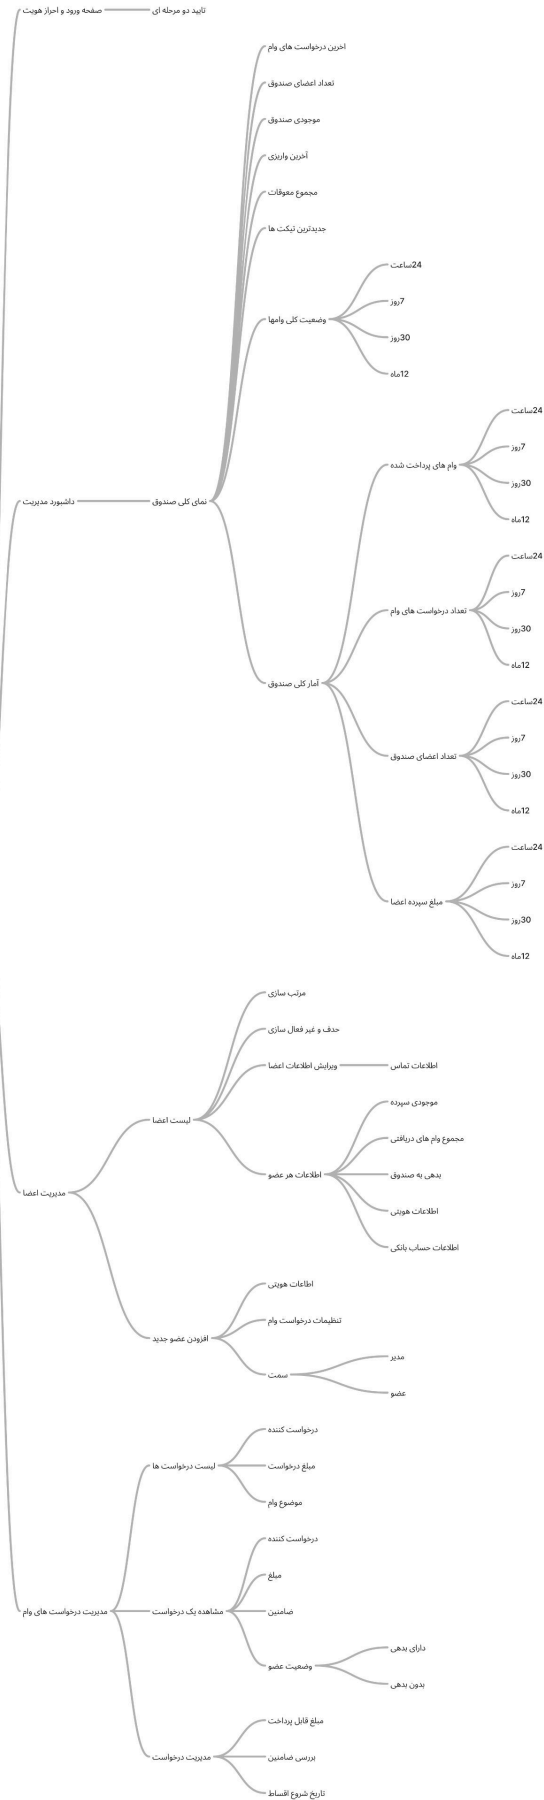 صفحه ورود و احراز هویت
تایید دو مرحله ای
داشبورد مدیریت
نمای کلی صندوق
اخرین درخواست های وام
تعداد اعضای صندوق
موجودی صندوق
آخرین واریزی
مجموع معوقات
جدیدترین تیکت ها
وضعیت کلی وامها
24ساعت
7روز
30روز
12ماه
آمار کلی صندوق
وام های پرداخت شده
24ساعت
7روز
30روز
12ماه
تعداد درخواست های وام
24ساعت
7روز
30روز
12ماه
تعداد اعضای صندوق
24ساعت
7روز
30روز
12ماه
مبلغ سپرده اعضا
24ساعت
7روز
30روز
12ماه
مدیریت اعضا
لیست اعضا
مرتب سازی
حدف و غیر فعال سازی
ویرایش اطلاعات اعضا
اطلاعات تماس
اطلاعات هر عضو
موجودی سپرده
مجموع وام های دریافتی
بدهی به صندوق
اطلاعات هویتی
اطلاعات حساب بانکی
افزودن عضو جدید
اطاعات هویتی
تنظیمات درخواست وام
سمت
مدیر
عضو
مدیریت درخواست های وام
لیست درخواست ها
درخواست کننده
مبلغ درخواست
موضوع وام
مشاهده یک درخواست
درخواست کننده
مبلغ
ضامنین
وضعیت عضو
دارای بدهی
بدون بدهی
مدیریت درخواست
مبلغ قابل پرداخت
بررسی ضامنین
تاریخ شروع اقساط